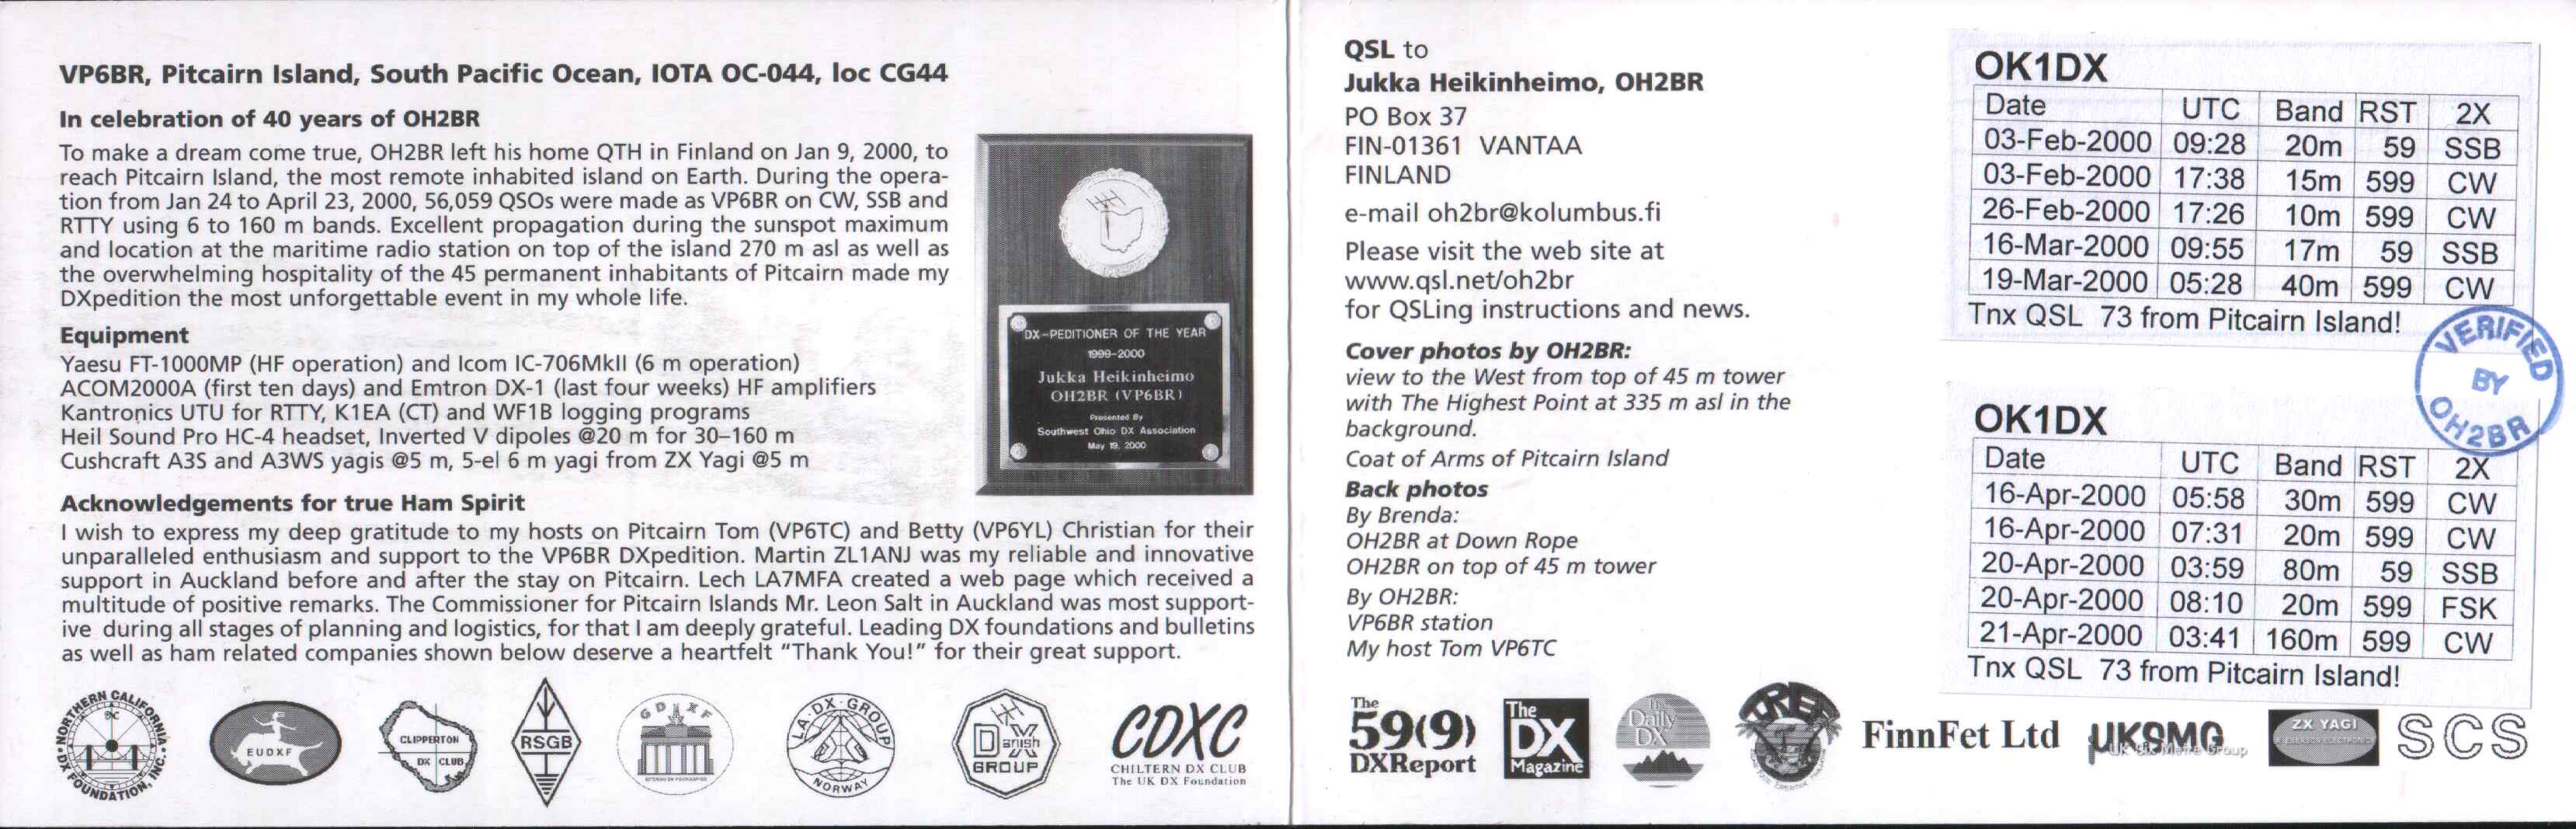 VP6BR, Pitcairn Island, South Pacific Ocean, IOTA OC-044, loc CG44
In celebration of 40 years of OH2BR
To make a dream come true, OH2BR left his home QTH in Finland on Jan 9, 2000, to
reach Pitcairn Island, the most remote inhabited island on Earth. During the opera-
tion from Jan 24 to April 23, 2000, 56,059 QSOs were made as VP6BR on CW, SSB and
RTTY using 6 to 160 m bands. Excellent propagation during the sunspot maximum
and location at the maritime radio station on top of the island 270 m asl as well as
the overwhelming hospitality of the 45 permanent inhabitants of Pitcairn made my
DXpedition the most unforgettable event in my whole life.
Equipment
Yaesu FT-1000MP (HF operation) and Icom IC-706MkII (6 m operation)
ACOM2000A (first ten days) and Emtron DX-1 (last four weeks) HF amplifiers
Kantronics UTU for RTTY, K1EA (CT) and WF1B logging programs
Heil Sound Pro HC-4 headset, Inverted V dipoles @20 m for 30–160 m
Cushcraft A3S and A3WS yagis @5 m, 5-el 6 m yagi from ZX Yagi @5 m
DX-PEDITIONER OF THE YEAR
1999-2000
Jukka Heikinheimo
OH2BR (VP6BR)
Presented By
Southwest Ohio DX Association
May 19, 2000
Acknowledgements for true Ham Spirit
I wish to express my deep gratitude to my hosts on Pitcairn Tom (VP6TC) and Betty (VP6YL) Christian for their
unparalleled enthusiasm and support to the VP6BR DXpedition. Martin ZL1ANJ was my reliable and innovative
support in Auckland before and after the stay on Pitcairn. Lech LA7MFA created a web page which received a
multitude of positive remarks. The Commissioner for Pitcairn Islands Mr. Leon Salt in Auckland was most support-
ive during all stages of planning and logistics, for that I am deeply grateful. Leading DX foundations and bulletins
as well as ham related companies shown below deserve a heartfelt "Thank You!" for their great support.
NORTHERN CALIFORNIA
DX FOUNDATION, INC.
EUDXF
CLIPPERTON
DX CLUB
RSGB
GDXF
LA-DX-GROUP
NORWAY
Danish
DX
GROUP
CDXC
CHILTERN DX CLUB
The UK DX Foundation
QSL to
Jukka Heikinheimo, OH2BR
PO Box 37
FIN-01361 VANTAA
FINLAND
e-mail oh2br@kolumbus.fi
Please visit the web site at
www.qsl.net/oh2br
for QSLing instructions and news.
Cover photos by OH2BR:
view to the West from top of 45 m tower
with The Highest Point at 335 m asl in the
background.
Coat of Arms of Pitcairn Island
Back photos
By Brenda:
OH2BR at Down Rope
OH2BR on top of 45 m tower
By OH2BR:
VP6BR station
My host Tom VP6TC
The
59(9)
DXReport
The
DX
Magazine
The
Daily
DX
FinnFet Ltd
UKSMG
UK Six Metre Group
ZX YAGI
SCS
OK1DX
Date UTC Band RST 2X
03-Feb-2000 09:28 20m 59 SSB
03-Feb-2000 17:38 15m 599 CW
26-Feb-2000 17:26 10m 599 CW
16-Mar-2000 09:55 17m 59 SSB
19-Mar-2000 05:28 40m 599 CW
Tnx QSL 73 from Pitcairn Island!
VERIFIED
BY
OH2BR
OK1DX
Date UTC Band RST 2X
16-Apr-2000 05:58 30m 599 CW
16-Apr-2000 07:31 20m 599 CW
20-Apr-2000 03:59 80m 59 SSB
20-Apr-2000 08:10 20m 599 FSK
21-Apr-2000 03:41 160m 599 CW
Tnx QSL 73 from Pitcairn Island!